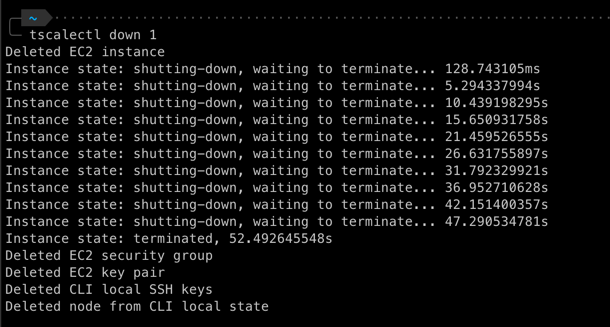 ~
tscalectl down 1
Deleted EC2 instance
Instance state: shutting-down, waiting to terminate... 128.743105ms
Instance state: shutting-down, waiting to terminate... 5.294337994s
Instance state: shutting-down, waiting to terminate... 10.439198295s
Instance state: shutting-down, waiting to terminate... 15.650931758s
Instance state: shutting-down, waiting to terminate... 21.459526555s
Instance state: shutting-down, waiting to terminate... 26.631755897s
Instance state: shutting-down, waiting to terminate... 31.792329921s
Instance state: shutting-down, waiting to terminate... 36.952710628s
Instance state: shutting-down, waiting to terminate... 42.151400357s
Instance state: shutting-down, waiting to terminate... 47.290534781s
Instance state: terminated, 52.492645548s
Deleted EC2 security group
Deleted EC2 key pair
Deleted CLI local SSH keys
Deleted node from CLI local state